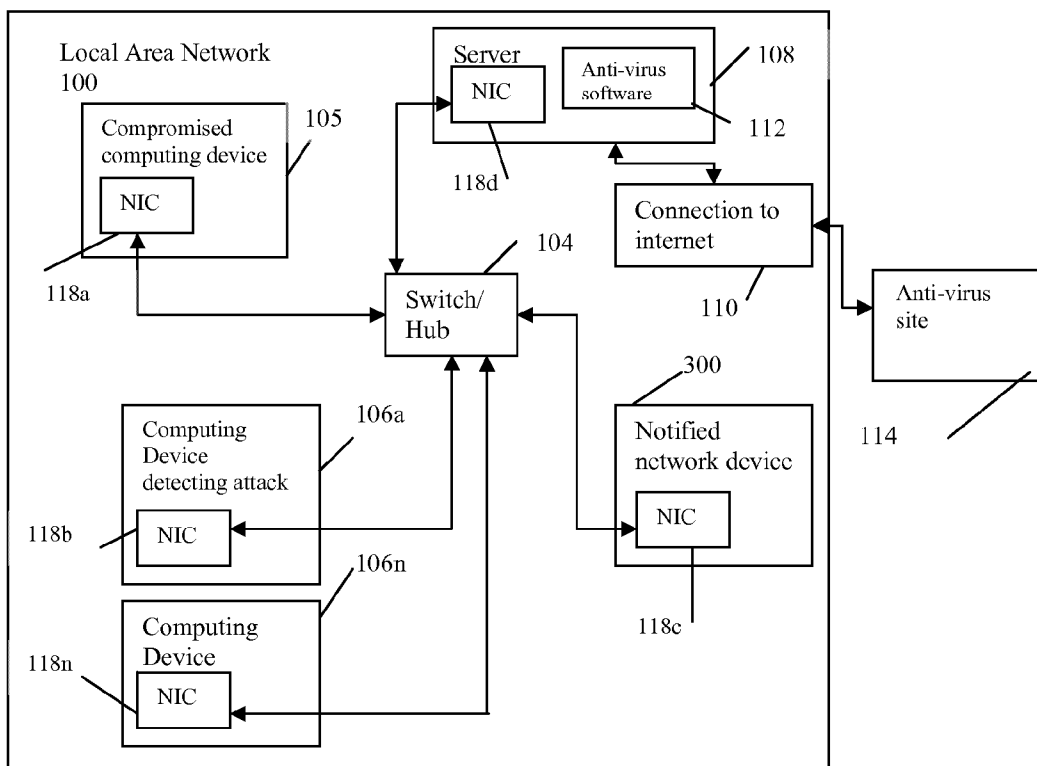 Local Area Network
100
Server
NIC
Anti-virus
software
108
112
118d
Compromised
computing device
105
NIC
118a
Connection to
internet
110
104
Switch/
Hub
Anti-virus
site
114
300
Notified
network device
NIC
118c
106a
Computing
Device
detecting attack
118b
NIC
106n
Computing
Device
118n
NIC